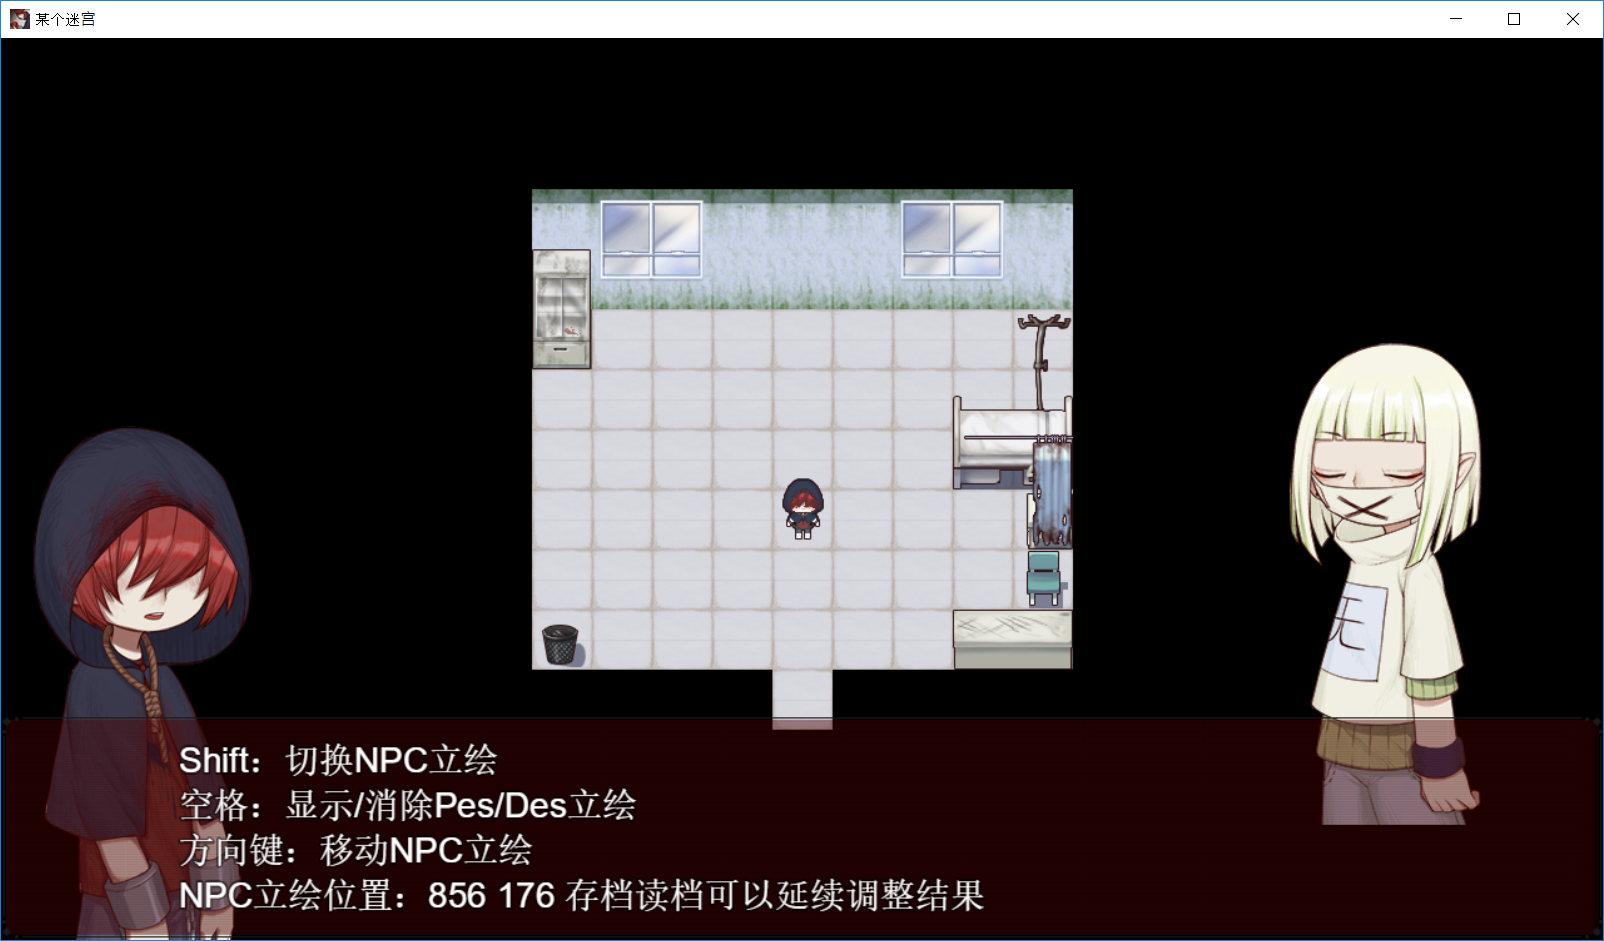 某个迷宫
无
Shift：切换NPC立绘
空格：显示/消除Pes/Des立绘
方向键：移动NPC立绘
NPC立绘位置：856 176 存档读档可以延续调整结果